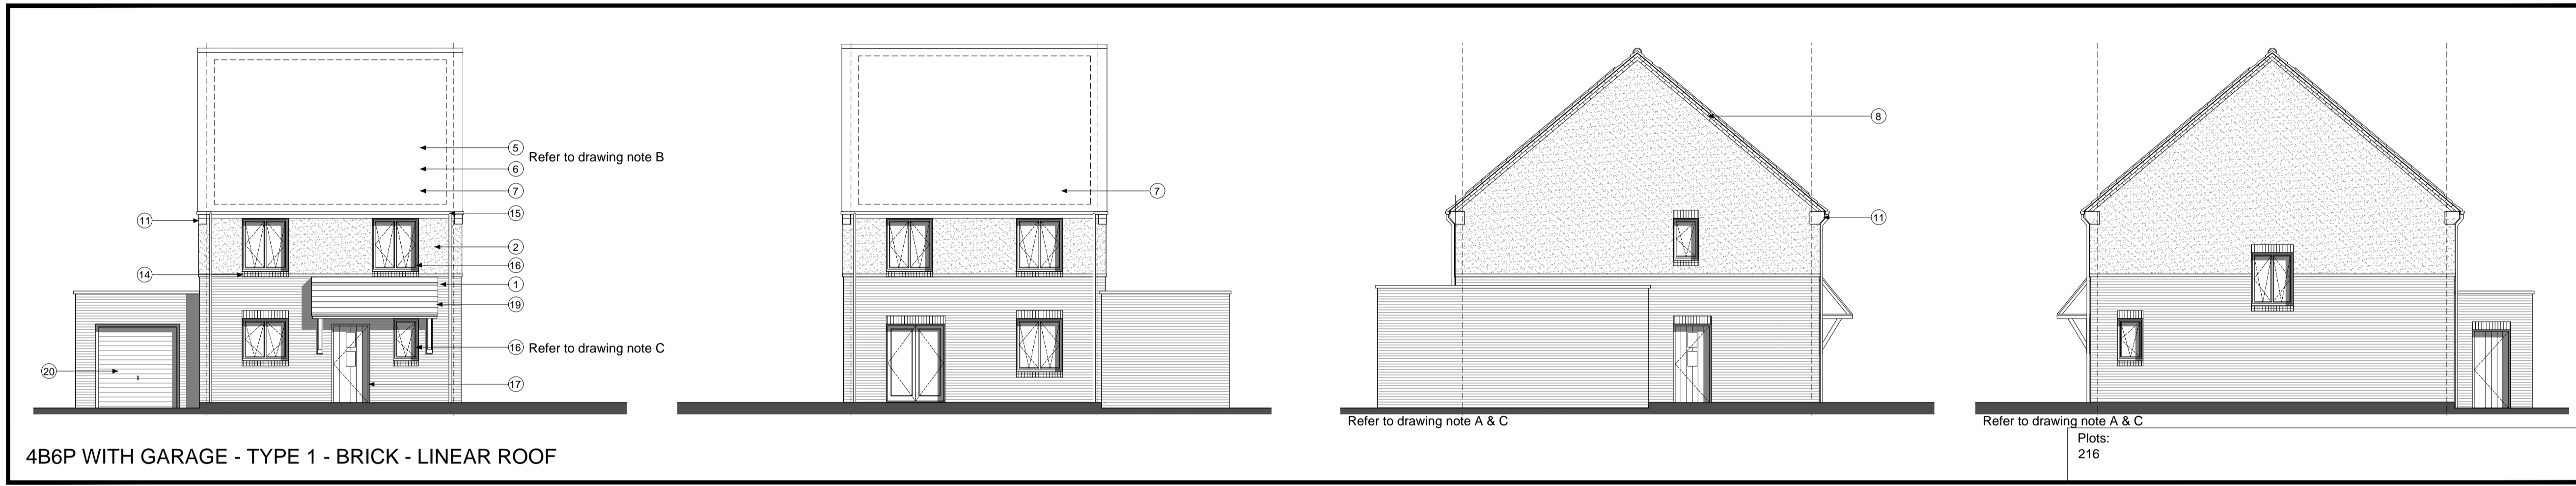 5
Refer to drawing note B
6
7
15
11
2
16
14
1
19
16 Refer to drawing note C
20
17
7
8
11
Refer to drawing note A & C
Refer to drawing note A & C
4B6P WITH GARAGE - TYPE 1 - BRICK - LINEAR ROOF
Plots:
216